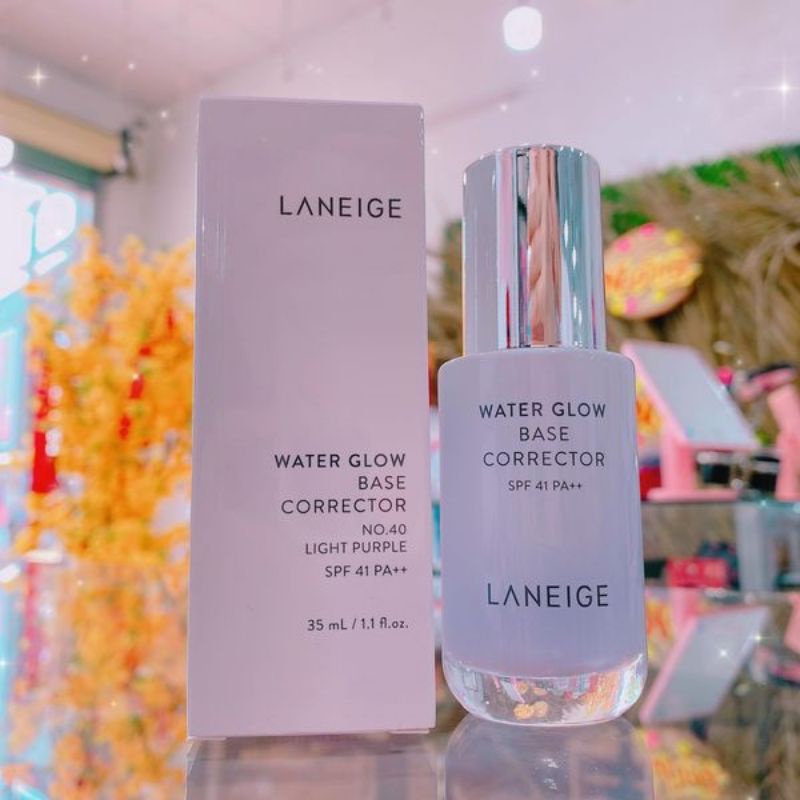 LANEIGE
WATER GLOW
BASE
CORRECTOR
NO.40
LIGHT PURPLE
SPF 41 PA++
35 mL / 1.1 fl.oz.
WATER GLOW
BASE
CORRECTOR
SPF 41 PA++
LANEIGE